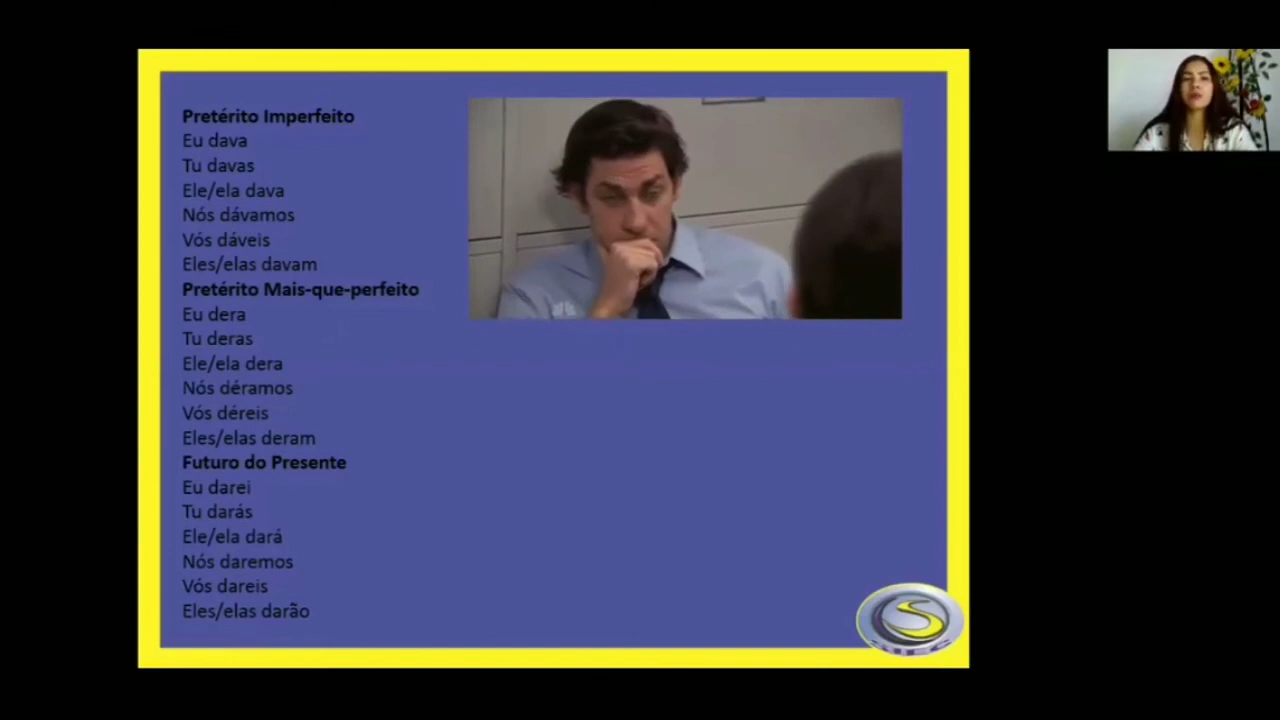 Pretérito Imperfeito
Eu dava
Tu davas
Ele/ela dava
Nós dávamos
Vós dáveis
Eles/elas davam
Pretérito Mais-que-perfeito
Eu dera
Tu deras
Ele/ela dera
Nós déramos
Vós déreis
Eles/elas deram
Futuro do Presente
Eu darei
Tu darás
Ele/ela dará
Nós daremos
Vós dareis
Eles/elas darão